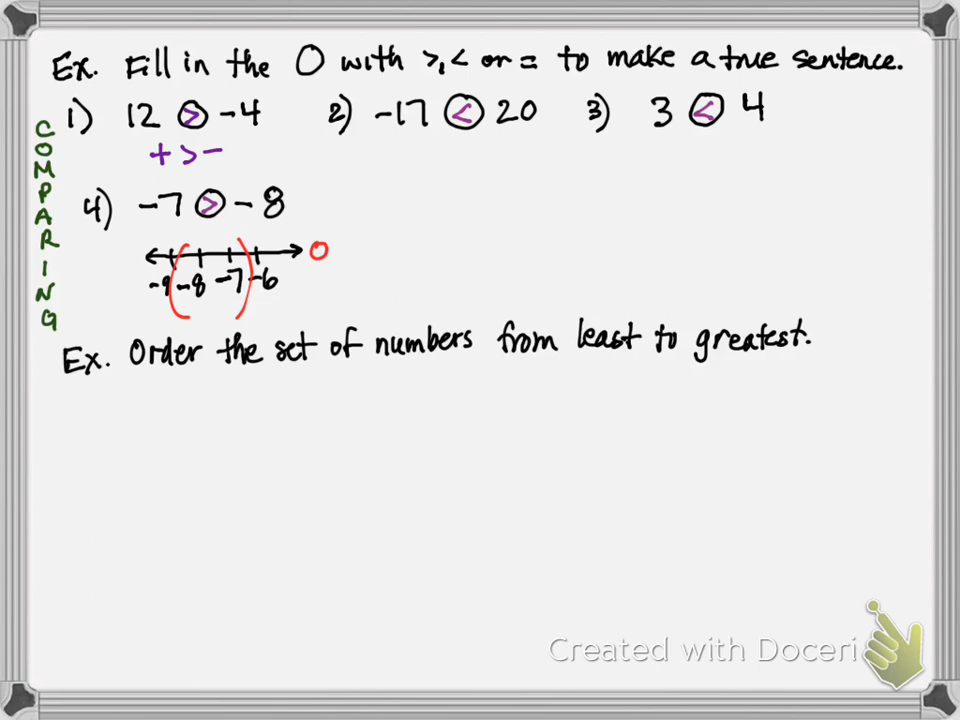 Ex. Fill in the O with >, < or = to make a true sentence.
1) 12 > -4 2) -17 < 20 3) 3 < 4
+ > -
COMPARING
4) -7 > -8
0
-9 -8 -7 -6
Ex. Order the set of numbers from least to greatest.
Created with Doceri